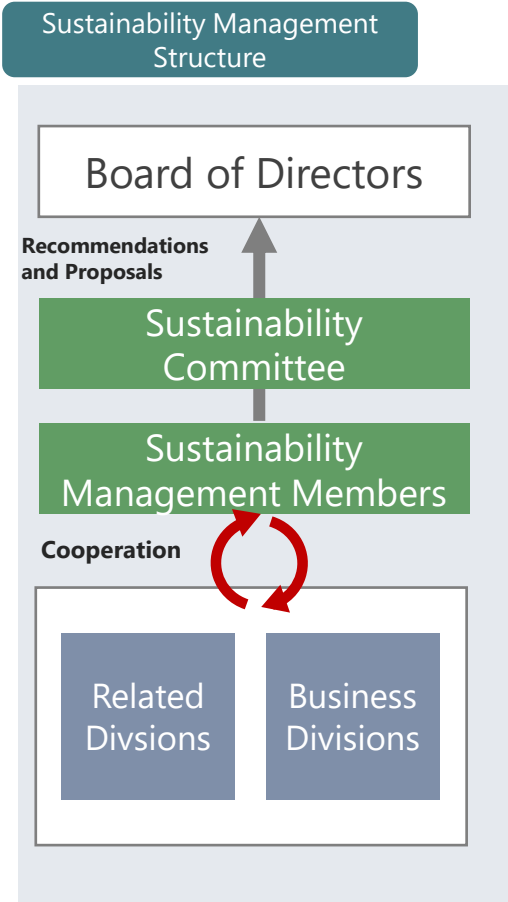 Sustainability Management
Structure
Board of Directors
Recommendations
and Proposals
Sustainability
Committee
Sustainability
Management Members
Cooperation
Related
Divsions
Business
Divisions